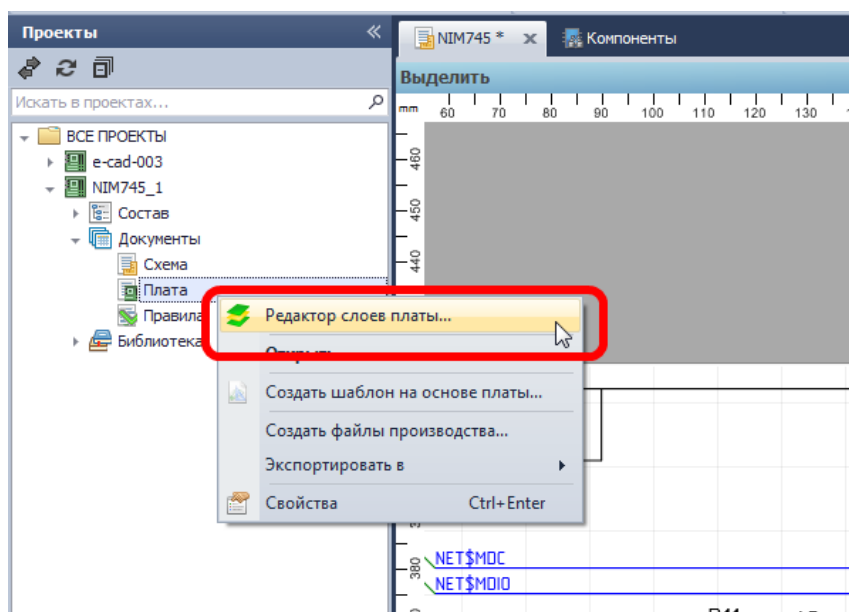 Проекты
NIM745 *
Компоненты
Выделить
Искать в проектах...
mm 60 70 80 90 100 110 120 130
460
450
440
ВСЕ ПРОЕКТЫ
e-cad-003
NIM745_1
Состав
Документы
Схема
Плата
Правила
Библиотека
Редактор слоев платы...
Открыть
Создать шаблон на основе платы...
Создать файлы производства...
Экспортировать в
Свойства Ctrl+Enter
380
NET$MDC
NET$MDIO